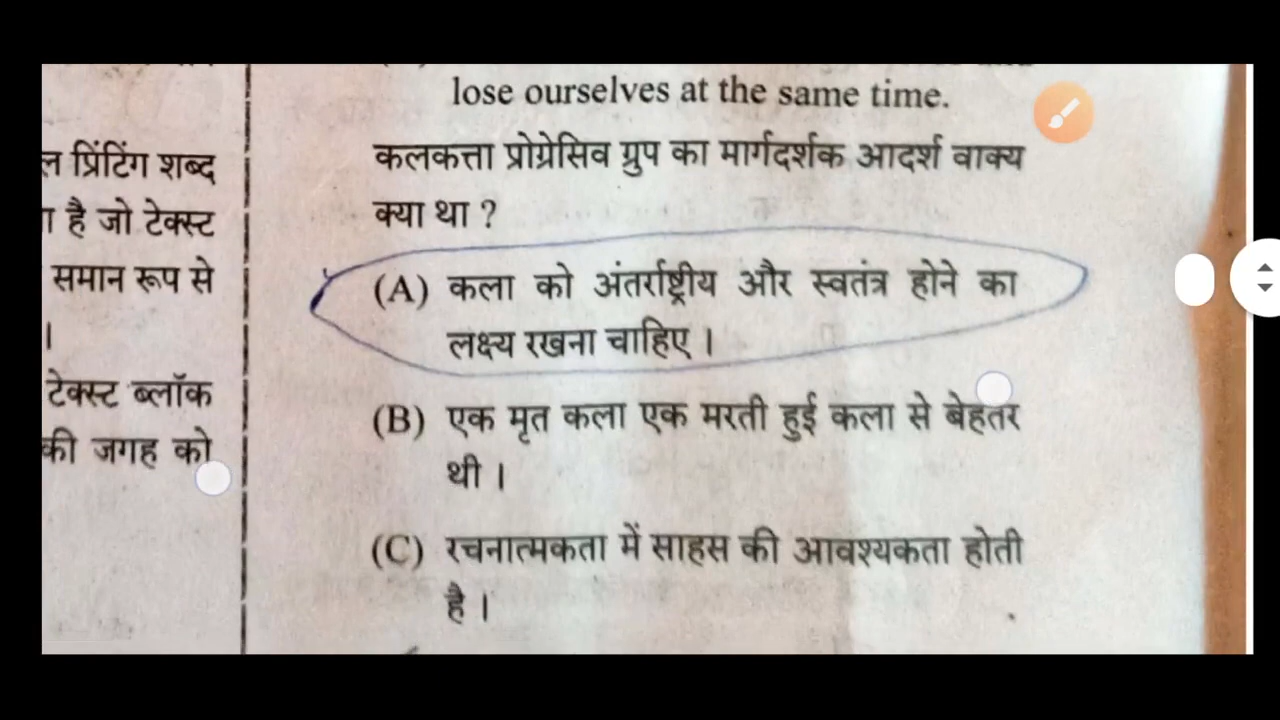 lose ourselves at the same time.
कलकत्ता प्रोग्रेसिव ग्रुप का मार्गदर्शक आदर्श वाक्य
क्या था ?
(A) कला को अंतर्राष्ट्रीय और स्वतंत्र होने का
लक्ष्य रखना चाहिए ।
(B) एक मृत कला एक मरती हुई कला से बेहतर
थी ।
(C) रचनात्मकता में साहस की आवश्यकता होती
है ।
प्रिंटिंग शब्द
है जो टेक्स्ट
समान रूप से
।
टेक्स्ट ब्लॉक
की जगह को